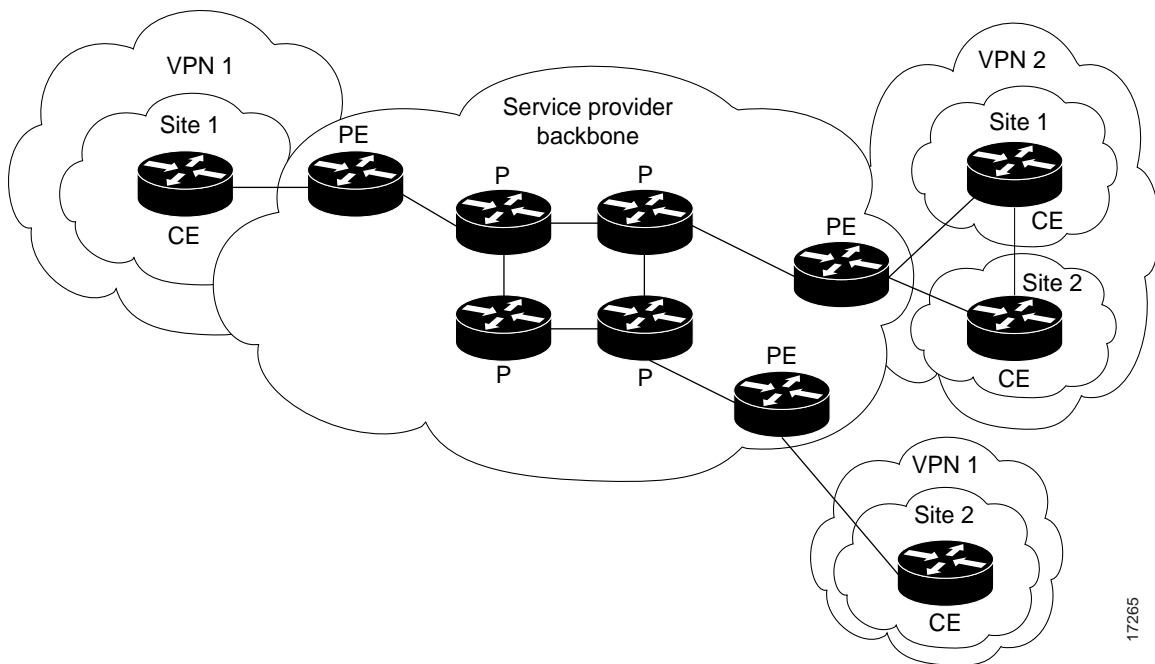 VPN 1
Site 1
CE
PE
Service provider
backbone
P
P
P
P
PE
PE
VPN 2
Site 1
CE
Site 2
CE
VPN 1
Site 2
CE
17265